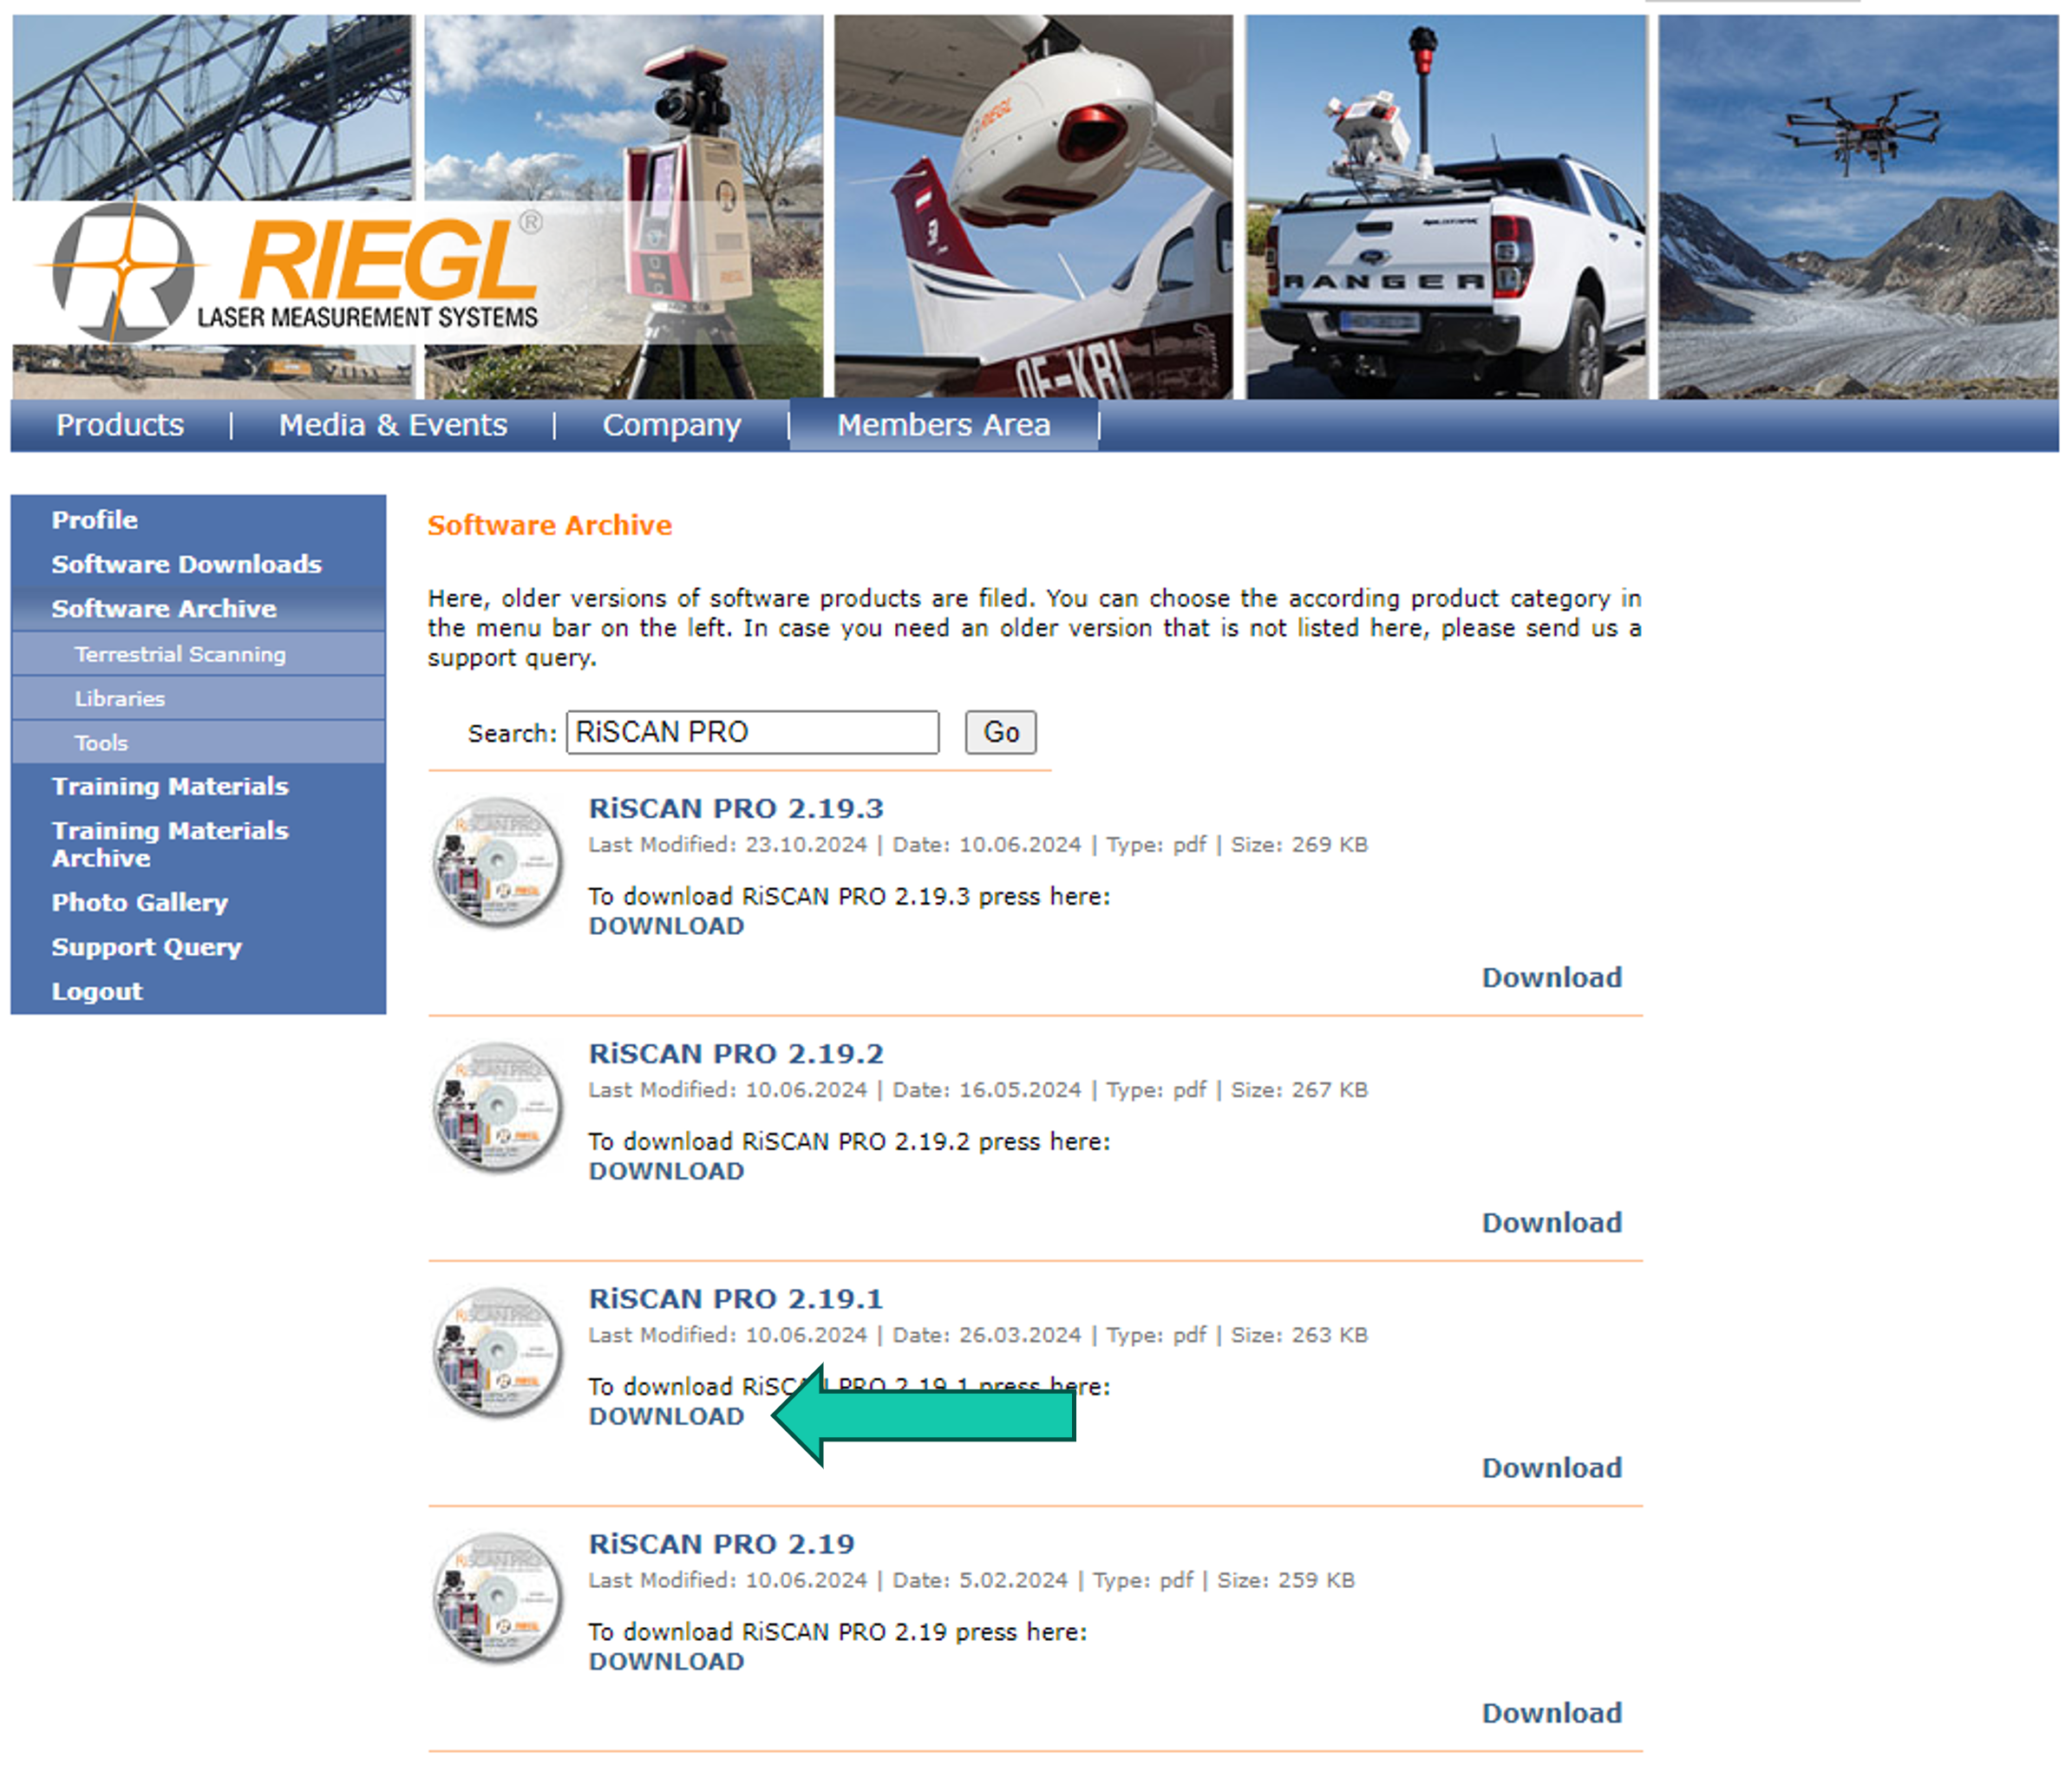 RIEGL
RIEGL
RANGER
OE-KRI
RIEGL®
LASER MEASUREMENT SYSTEMS
Products | Media & Events | Company | Members Area |
Profile
Software Downloads
Software Archive
Terrestrial Scanning
Libraries
Tools
Training Materials
Training Materials
Archive
Photo Gallery
Support Query
Logout
Software Archive
Here, older versions of software products are filed. You can choose the according product category in
the menu bar on the left. In case you need an older version that is not listed here, please send us a
support query.
Search: RiSCAN PRO Go
RiSCAN PRO 2.19.3
Last Modified: 23.10.2024 | Date: 10.06.2024 | Type: pdf | Size: 269 KB
To download RiSCAN PRO 2.19.3 press here:
DOWNLOAD
Download
RiSCAN PRO 2.19.2
Last Modified: 10.06.2024 | Date: 16.05.2024 | Type: pdf | Size: 267 KB
To download RiSCAN PRO 2.19.2 press here:
DOWNLOAD
Download
RiSCAN PRO 2.19.1
Last Modified: 10.06.2024 | Date: 26.03.2024 | Type: pdf | Size: 263 KB
To download RiSCAN PRO 2.19.1 press here:
DOWNLOAD
Download
RiSCAN PRO 2.19
Last Modified: 10.06.2024 | Date: 5.02.2024 | Type: pdf | Size: 259 KB
To download RiSCAN PRO 2.19 press here:
DOWNLOAD
Download